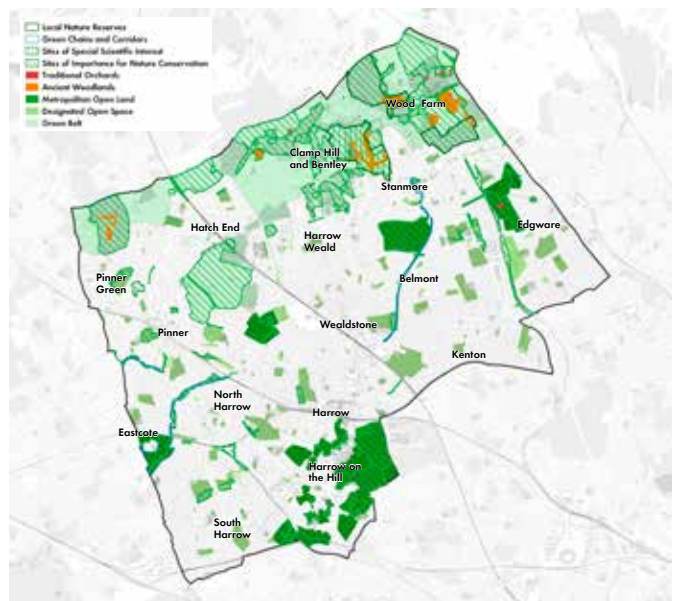 Local Nature Reserves
Green Chains and Corridors
Sites of Special Scientific Interest
Sites of Importance for Nature Conservation
Traditional Orchards
Ancient Woodlands
Metropolitan Open Land
Designated Open Space
Green Belt
Wood Farm
Clamp Hill
and Bentley
Stanmore
Hatch End
Harrow
Weald
Edgware
Pinner
Green
Belmont
Pinner
Wealdstone
Kenton
North
Harrow
Harrow
Eastcote
Harrow on
the Hill
South
Harrow